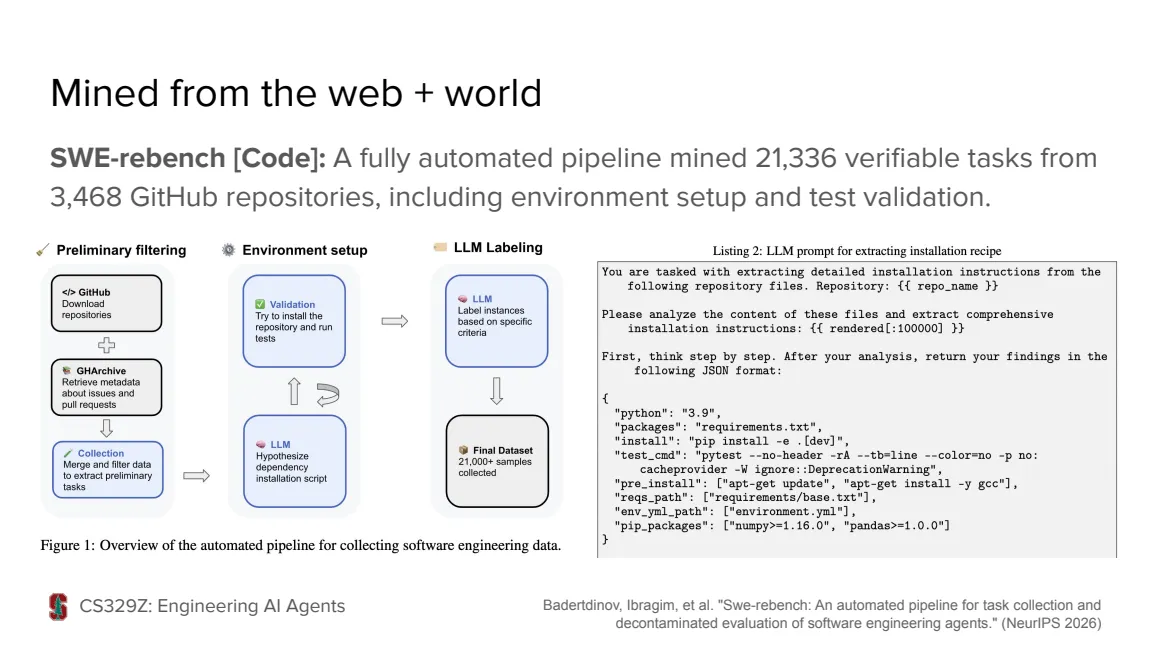 Mined from the web + world
SWE-rebench [Code]: A fully automated pipeline mined 21,336 verifiable tasks from
3,468 GitHub repositories, including environment setup and test validation.
Preliminary filtering
</> GitHub
Download
repositories
GHArchive
Retrieve metadata
about issues and
pull requests
Collection
Merge and filter data
to extract preliminary
tasks
Environment setup
Validation
Try to install the
repository and run
tests
LLM
Hypothesize
dependency
installation script
LLM Labeling
LLM
Label instances
based on specific
criteria
Final Dataset
21,000+ samples
collected
Figure 1: Overview of the automated pipeline for collecting software engineering data.
Listing 2: LLM prompt for extracting installation recipe
You are tasked with extracting detailed installation instructions from the
following repository files. Repository: {{ repo_name }}
Please analyze the content of these files and extract comprehensive
installation instructions: {{ rendered[:100000] }}
First, think step by step. After your analysis, return your findings in the
following JSON format:
{
"python": "3.9",
"packages": "requirements.txt",
"install": "pip install -e .[dev]",
"test_cmd": "pytest --no-header -rA --tb=line --color=no -p no:
cacheprovider -W ignore::DeprecationWarning",
"pre_install": ["apt-get update", "apt-get install -y gcc"],
"reqs_path": ["requirements/base.txt"],
"env_yml_path": ["environment.yml"],
"pip_packages": ["numpy>=1.16.0", "pandas>=1.0.0"]
}
CS329Z: Engineering AI Agents
Badertdinov, Ibragim, et al. "Swe-rebench: An automated pipeline for task collection and
decontaminated evaluation of software engineering agents." (NeurIPS 2026)